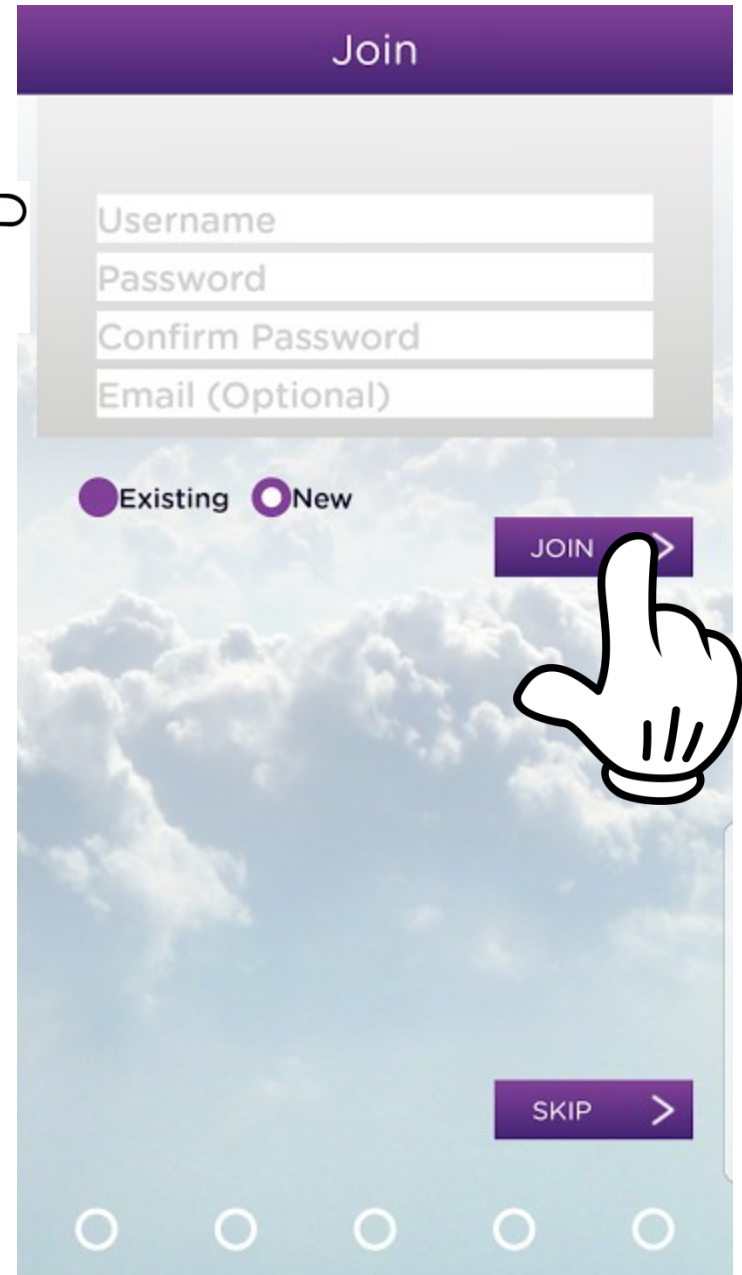 Join
Username
Password
Confirm Password
Email (Optional)
Existing New
JOIN
SKIP